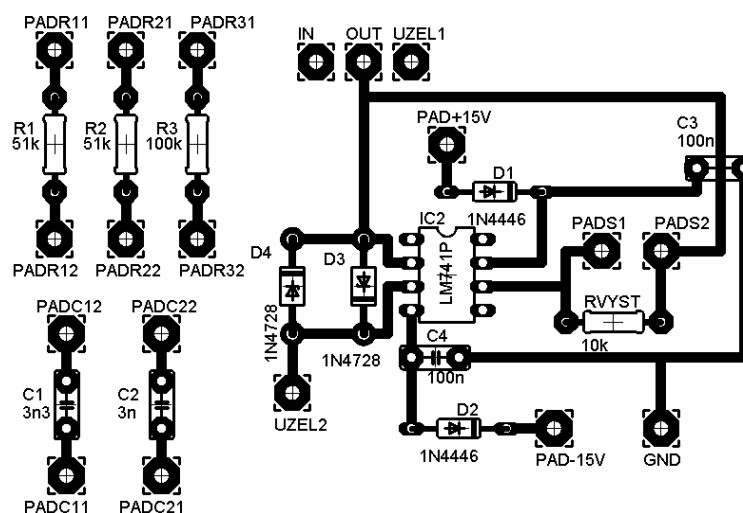 PADR11
PADR21
PADR31
IN
OUT
UZEL1
R1
51k
R2
51k
R3
100k
PAD+15V
C3
100n
D1
1N4446
IC2
LM741P
PADS1
PADS2
PADR12
PADR22
PADR32
D4
D3
1N4728
1N4728
RVYST
10k
PADC12
PADC22
C4
100n
C1
3n3
C2
3n
UZEL2
D2
1N4446
PAD-15V
GND
PADC11
PADC21